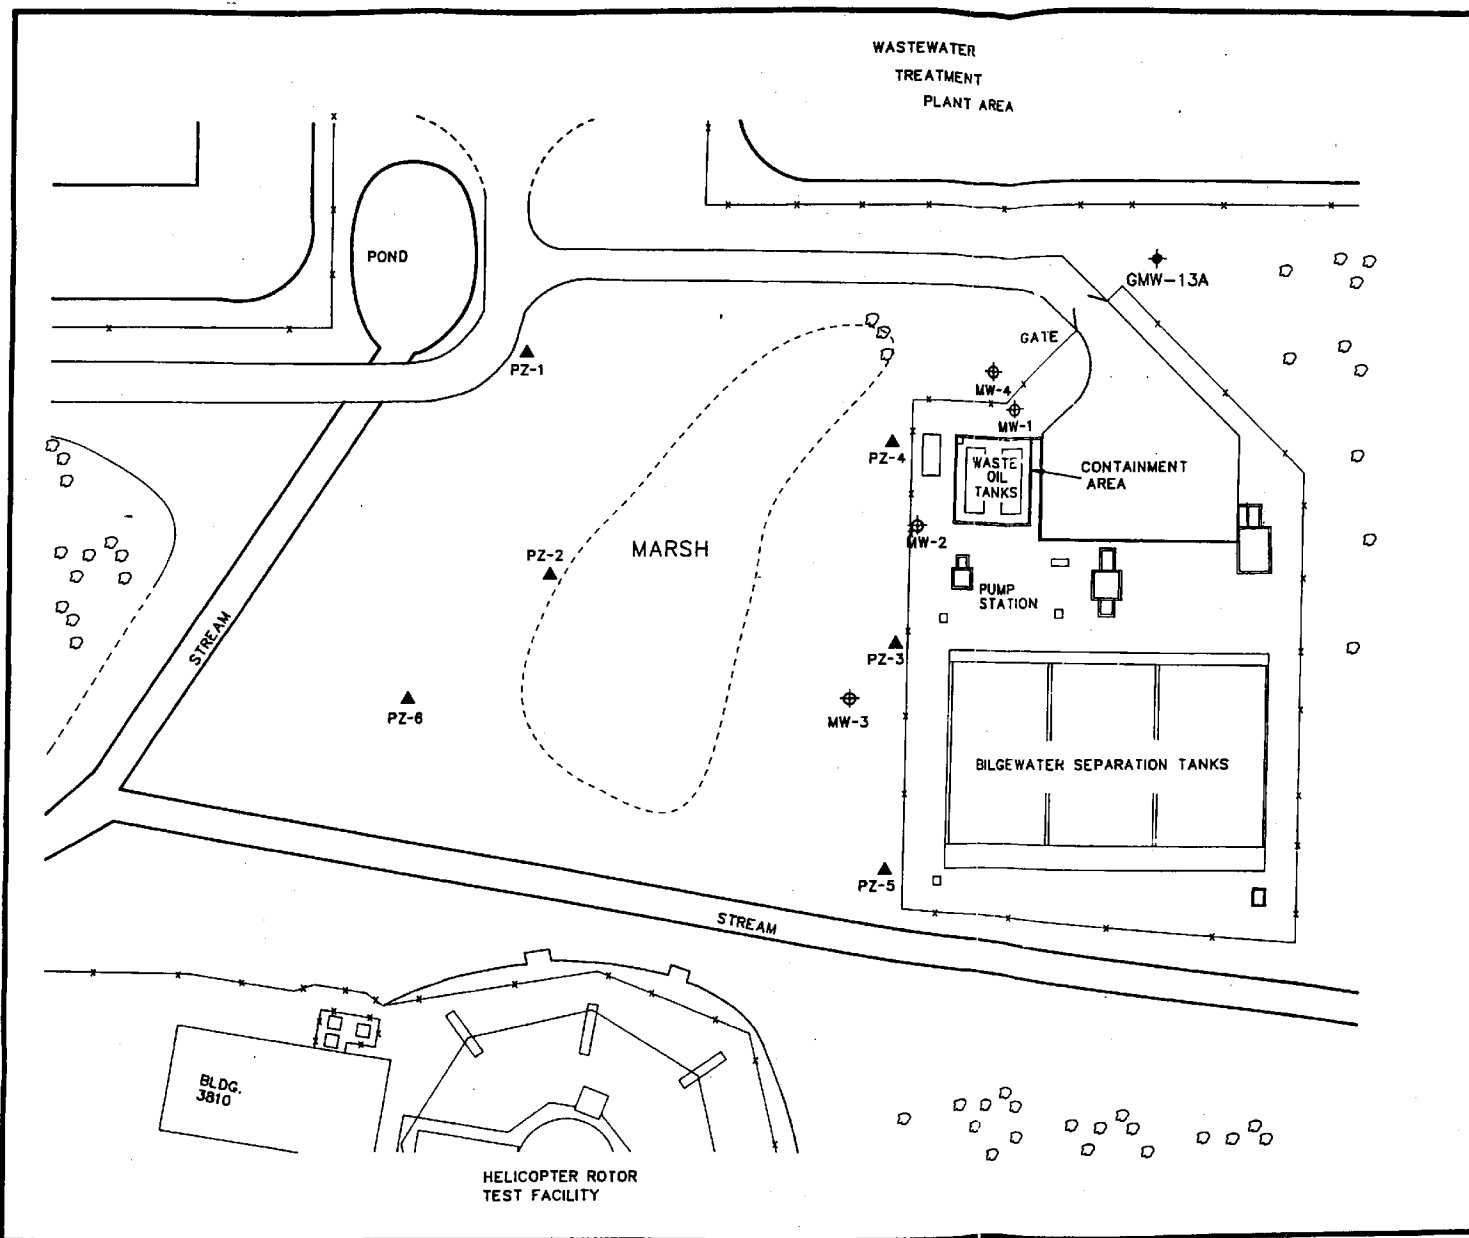 WASTEWATER
TREATMENT
PLANT AREA
POND
GMW-13A
GATE
PZ-1
MW-4
MW-1
PZ-4
WASTE
OIL
TANKS
CONTAINMENT
AREA
MW-2
MARSH
PZ-2
PUMP
STATION
STREAM
PZ-3
PZ-6
MW-3
BILGEWATER SEPARATION TANKS
PZ-5
STREAM
BLDG.
3810
HELICOPTER ROTOR
TEST FACILITY